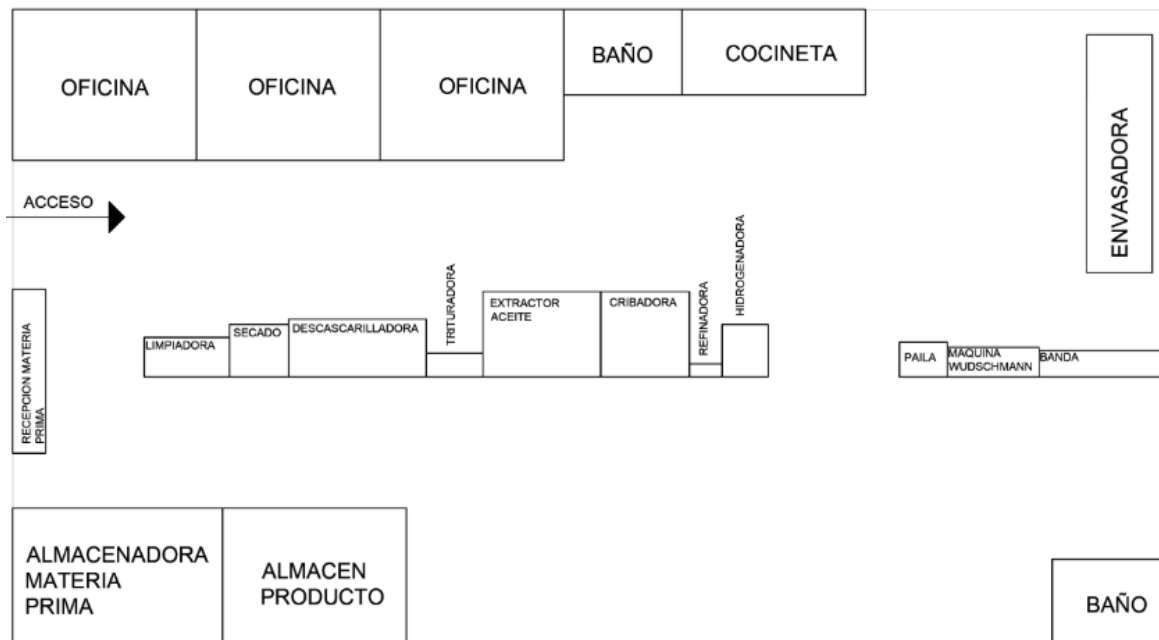 OFICINA
OFICINA
OFICINA
BAÑO
COCINETA
ENVASADORA
ACCESO
RECEPCION MATERIA
PRIMA
LIMPIADORA
SECADO
DESCASCARILLADORA
TRITURADORA
EXTRACTOR
ACEITE
CRIBADORA
REFINADORA
HIDROGENADORA
PAILA
MAQUINA
WUDSCHMANN
BANDA
ALMACENADORA
MATERIA
PRIMA
ALMACEN
PRODUCTO
BAÑO